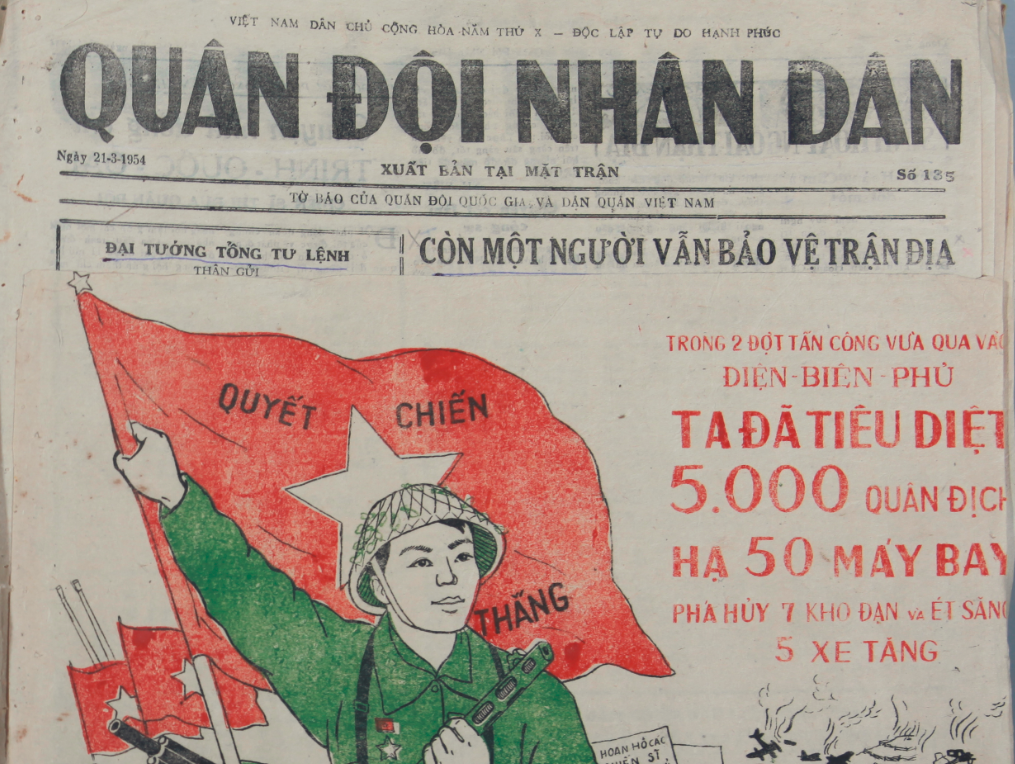 VIỆT NAM DÂN CHỦ CỘNG HÒA NĂM THỨ X – ĐỘC LẬP TỰ DO HẠNH PHÚC
QUÂN ĐỘI NHÂN DÂN
Ngày 21-3-1954
XUẤT BẢN TẠI MẶT TRẬN
Số 135
TỜ BÁO CỦA QUÂN ĐỘI QUỐC GIA VÀ DÂN QUÂN VIỆT NAM
ĐẠI TƯỚNG TỔNG TƯ LỆNH
THÂN GỬI
CÒN MỘT NGƯỜI VẪN BẢO VỆ TRẬN ĐỊA
TRONG 2 ĐỢT TẤN CÔNG VỪA QUA VÀO
ĐIỆN-BIÊN-PHỦ
TA ĐÃ TIÊU DIỆT
5.000 QUÂN ĐỊCH
HẠ 50 MÁY BAY
PHÁ HỦY 7 KHO ĐẠN và ÉT SĂNG
5 XE TĂNG
QUYẾT CHIẾN
THẮNG
HOAN HÔ CÁC
CHIẾN SĨ